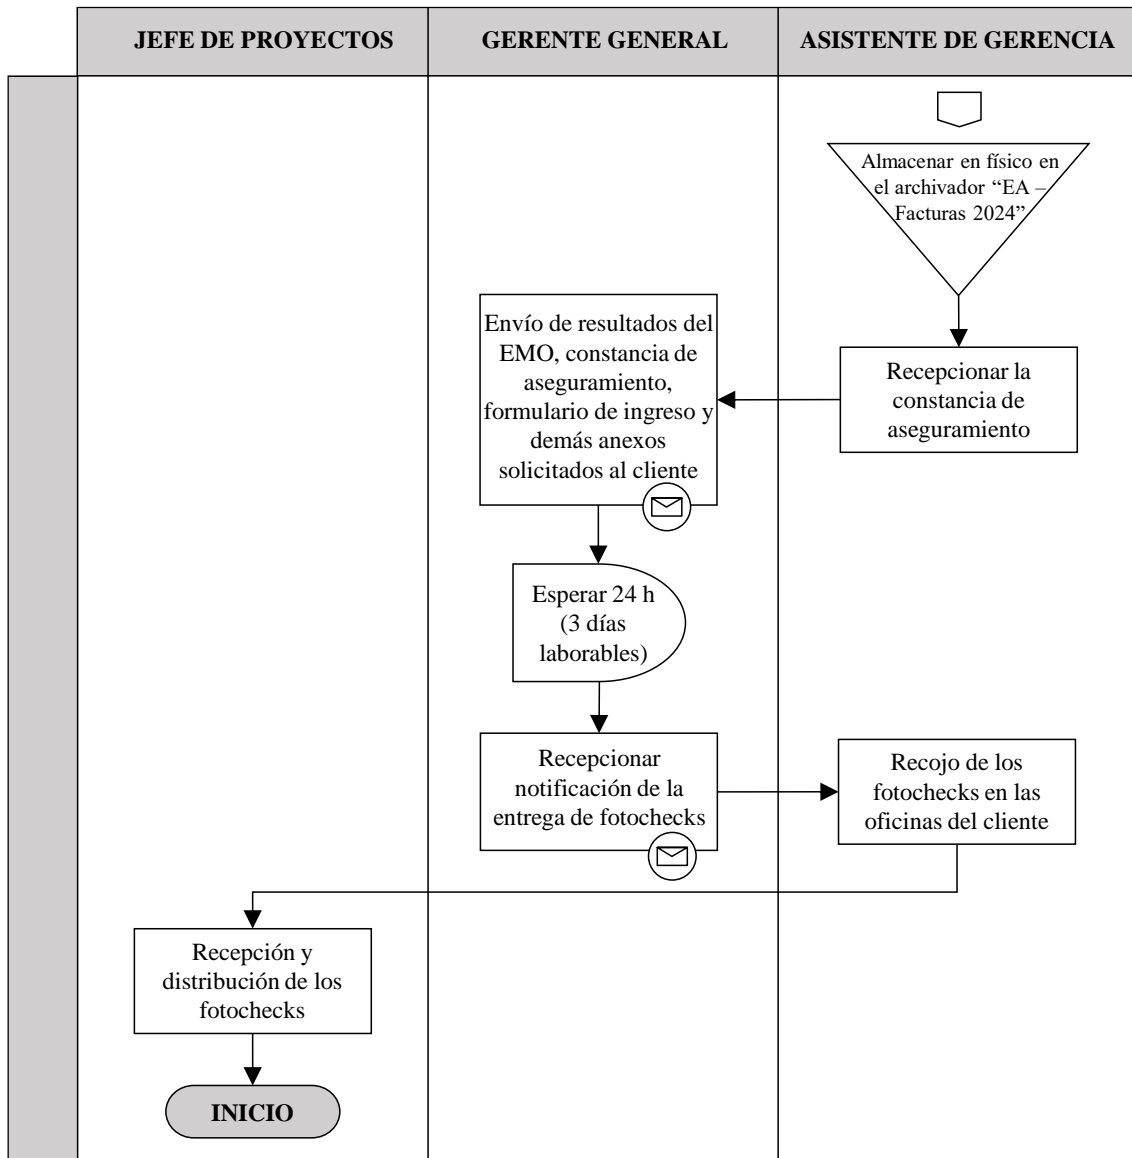 JEFE DE PROYECTOS
GERENTE GENERAL
ASISTENTE DE GERENCIA
Almacenar en físico en
el archivador “EA –
Facturas 2024”
Envío de resultados del
EMO, constancia de
aseguramiento,
formulario de ingreso y
demás anexos
solicitados al cliente
Recepcionar la
constancia de
aseguramiento
Esperar 24 h
(3 días
laborables)
Recepcionar
notificación de la
entrega de fotochecks
Recojo de los
fotochecks en las
oficinas del cliente
Recepción y
distribución de los
fotochecks
INICIO